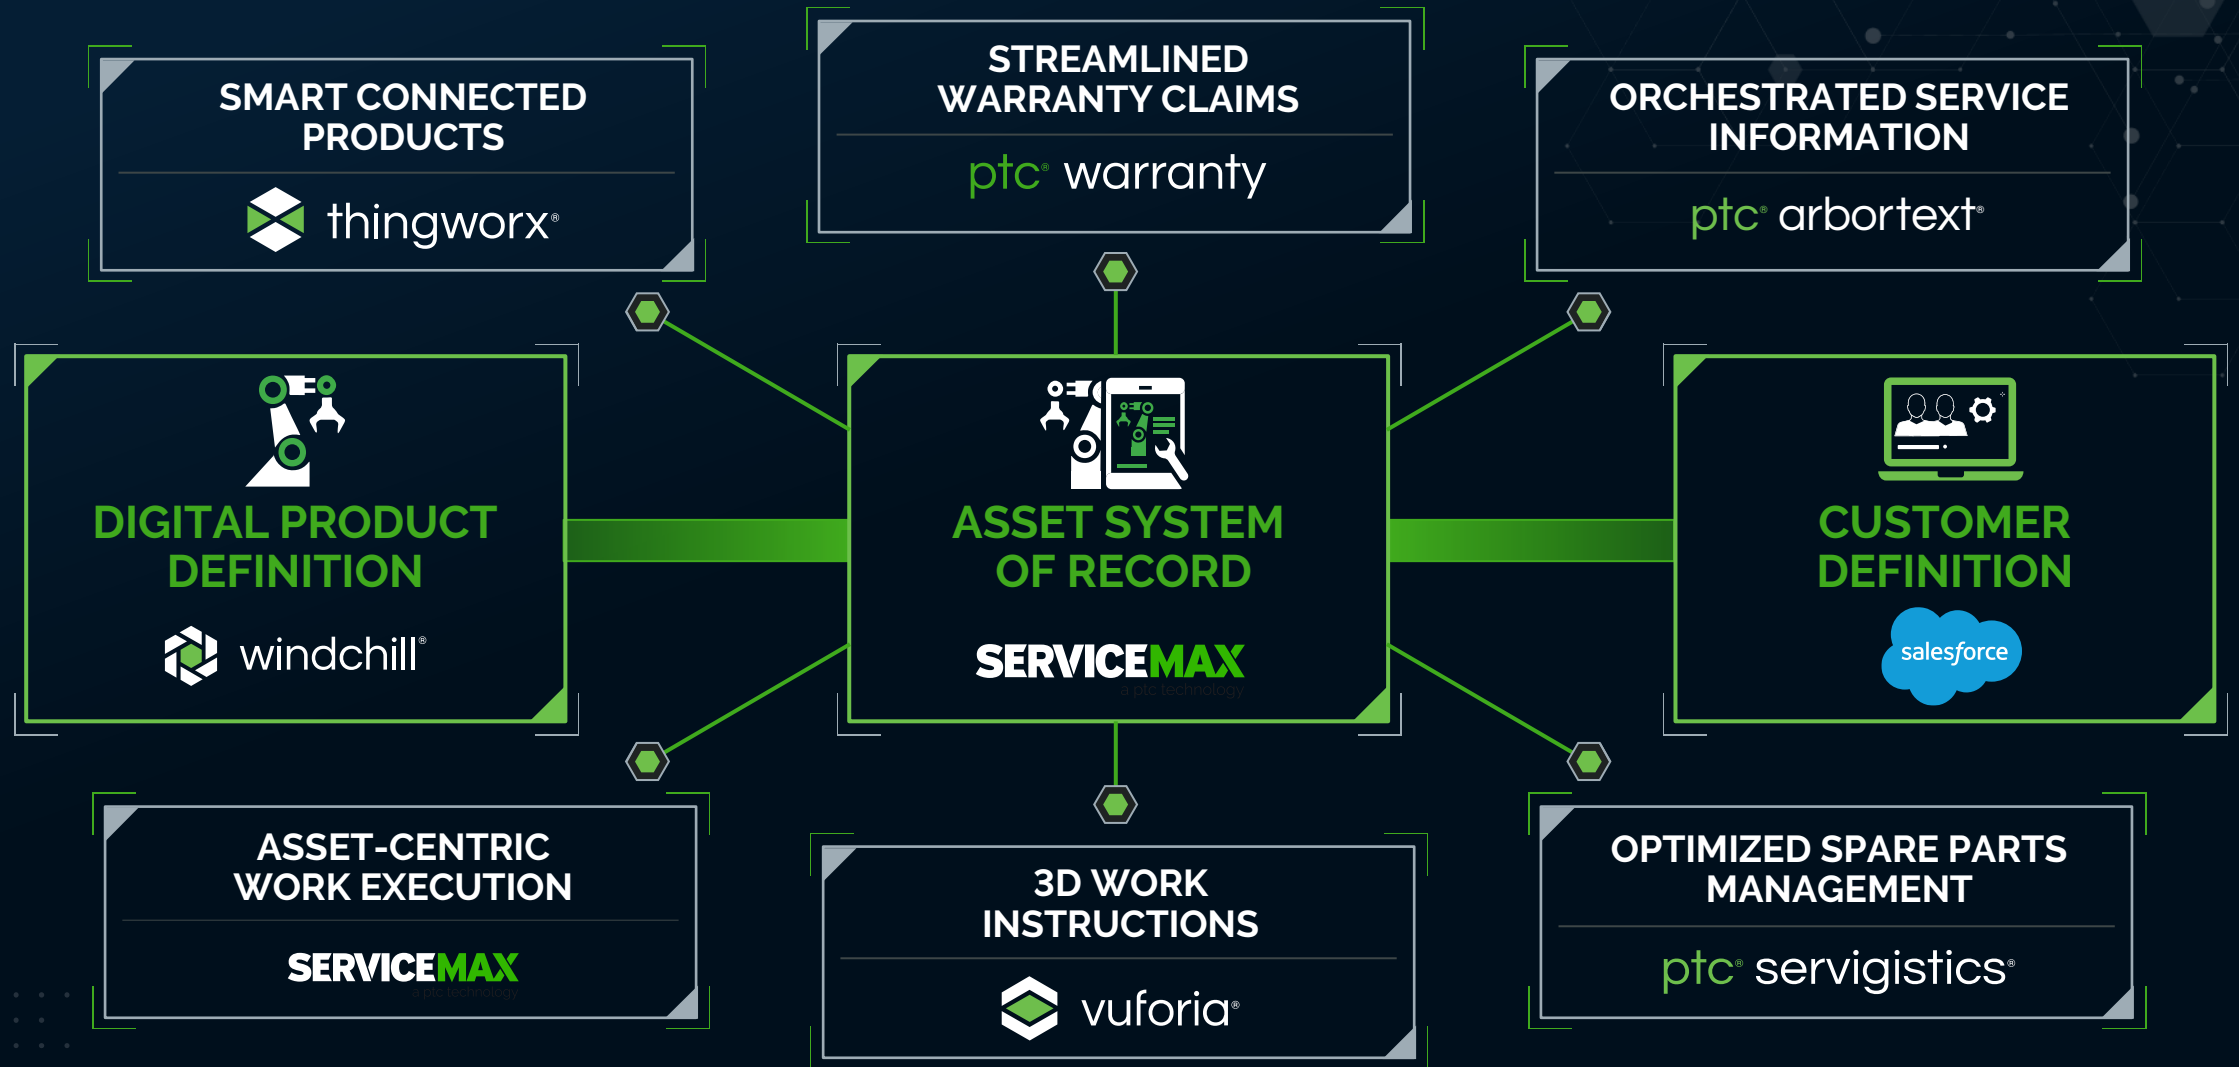 SMART CONNECTED
PRODUCTS
thingworx®
STREAMLINED
WARRANTY CLAIMS
ptc® warranty
ORCHESTRATED SERVICE
INFORMATION
ptc® arbortext®
DIGITAL PRODUCT
DEFINITION
windchill®
ASSET SYSTEM
OF RECORD
SERVICEMAX
a ptc technology
CUSTOMER
DEFINITION
salesforce
ASSET-CENTRIC
WORK EXECUTION
SERVICEMAX
a ptc technology
3D WORK
INSTRUCTIONS
vuforia®
OPTIMIZED SPARE PARTS
MANAGEMENT
ptc® servigistics®